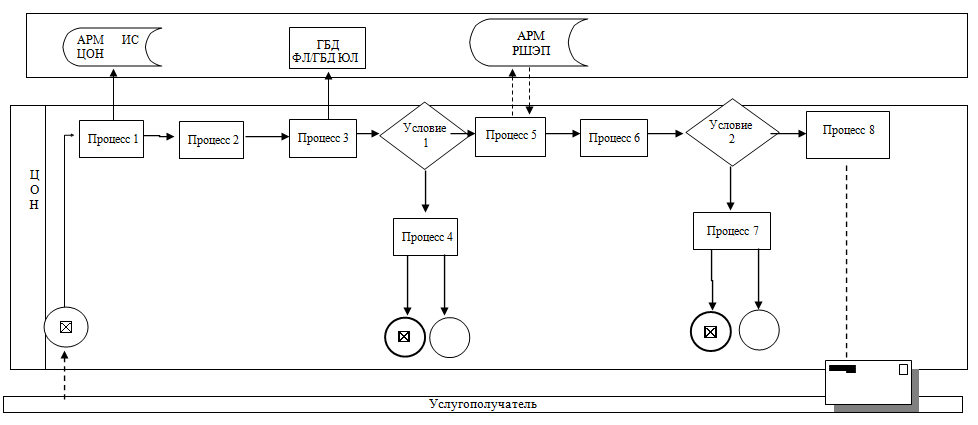 АРМ ИС
ЦОН
ГБД
ФЛ/ГБД ЮЛ
АРМ
РШЭП
Процесс 1
Процесс 2
Процесс 3
Условие
1
Процесс 5
Процесс 6
Условие
2
Процесс 8
Ц
О
Н
Процесс 4
Процесс 7
Услугополучатель